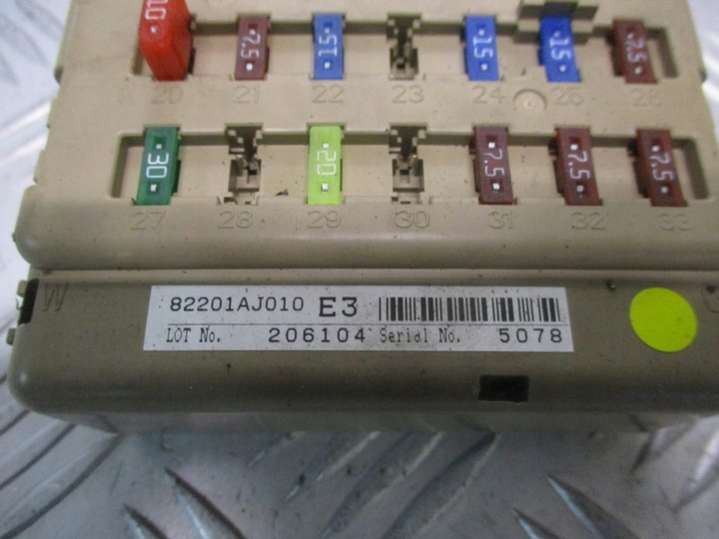 10 7.5 15 15 15 7.5
20 21 22 23 24 25 26
30 20 7.5 7.5 7.5
27 28 29 30 31 32 33
W
82201AJ010 E3
LOT No. 206104 Serial No. 5078